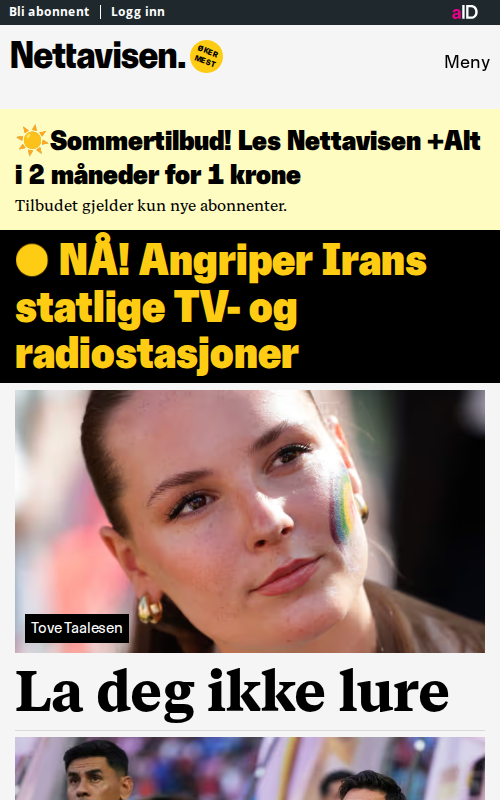 Bli abonnent | Logg inn
aID
Nettavisen.
ØKER
MEST
Meny
☀️Sommertilbud! Les Nettavisen +Alt
i 2 måneder for 1 krone
Tilbudet gjelder kun nye abonnenter.
NÅ! Angriper Irans
statlige TV- og
radiostasjoner
Tove Taalesen
La deg ikke lure